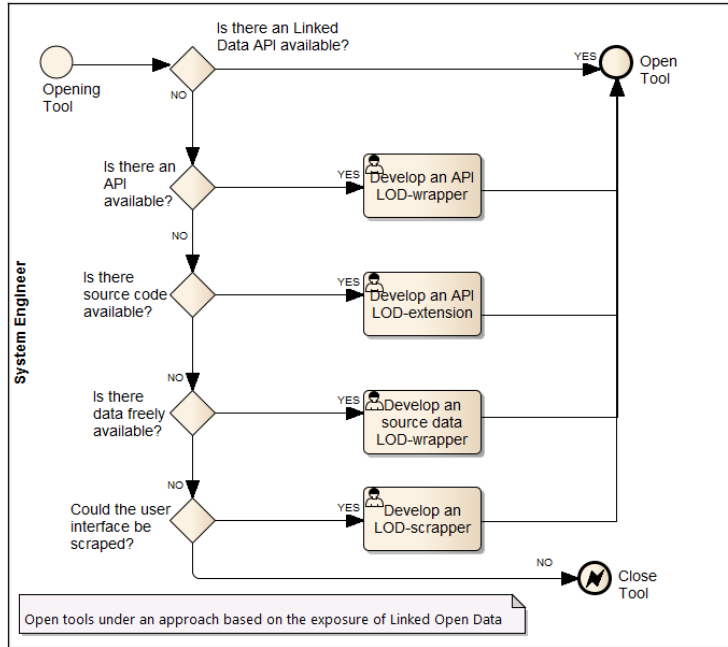 Is there an Linked
Data API available?
YES
Open
Tool
Opening
Tool
NO
Is there an
API
available?
YES
Develop an API
LOD-wrapper
NO
Is there
source code
available?
YES
Develop an API
LOD-extension
System Engineer
NO
Is there
data freely
available?
YES
Develop an
source data
LOD-wrapper
NO
Could the user
interface be
scraped?
YES
Develop an
LOD-scrapper
NO
Close
Tool
Open tools under an approach based on the exposure of Linked Open Data